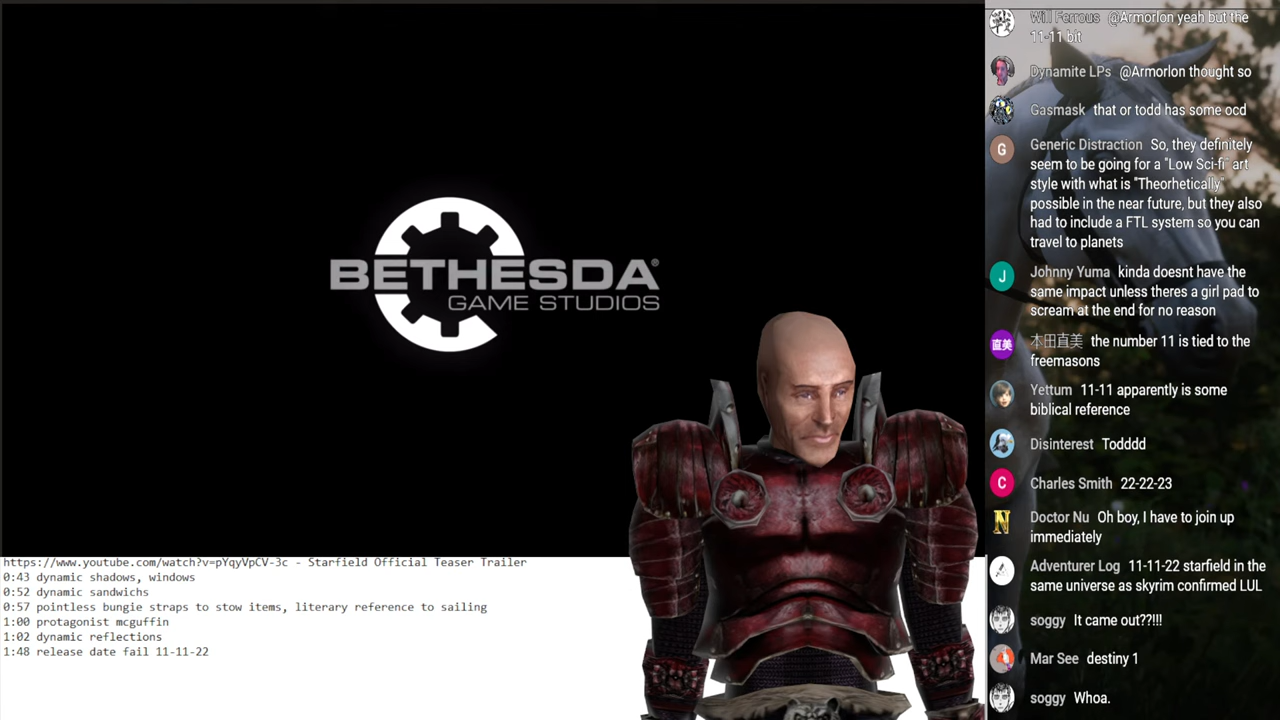 BETHESDA®
GAME STUDIOS
https://www.youtube.com/watch?v=pYqyVpCV-3c - Starfield Official Teaser Trailer
0:43 dynamic shadows, windows
0:52 dynamic sandwichs
0:57 pointless bungie straps to stow items, literary reference to sailing
1:00 protagonist mcguffin
1:02 dynamic reflections
1:48 release date fail 11-11-22
Will Ferrous @Armorlon yeah but the
11-11 bit
Dynamite LPs @Armorlon thought so
Gasmask that or todd has some ocd
G
Generic Distraction So, they definitely
seem to be going for a "Low Sci-fi" art
style with what is "Theorhetically"
possible in the near future, but they also
had to include a FTL system so you can
travel to planets
J
Johnny Yuma kinda doesnt have the
same impact unless theres a girl pad to
scream at the end for no reason
直美
本田直美 the number 11 is tied to the
freemasons
Yettum 11-11 apparently is some
biblical reference
Disinterest Todddd
C
Charles Smith 22-22-23
N
Doctor Nu Oh boy, I have to join up
immediately
Adventurer Log 11-11-22 starfield in the
same universe as skyrim confirmed LUL
soggy It came out??!!!
Mar See destiny 1
soggy Whoa.